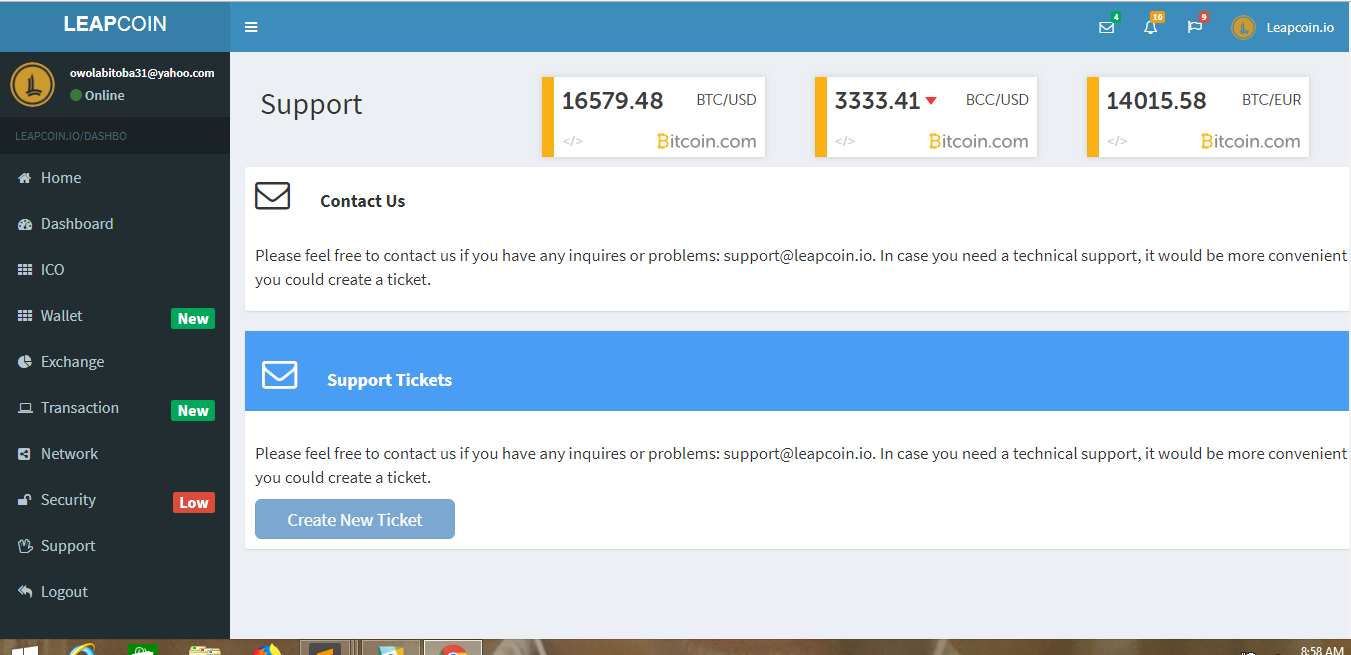 LEAPCOIN
4
10
9
Leapcoin.io
owolabitoba31@yahoo.com
Online
LEAPCOIN.IO/DASHBO
Home
Dashboard
ICO
Wallet New
Exchange
Transaction New
Network
Security Low
Support
Logout
Support
16579.48 BTC/USD
</> Bitcoin.com
3333.41 BCC/USD
</> Bitcoin.com
14015.58 BTC/EUR
</> Bitcoin.com
Contact Us
Please feel free to contact us if you have any inquires or problems: support@leapcoin.io. In case you need a technical support, it would be more convenient
you could create a ticket.
Support Tickets
Please feel free to contact us if you have any inquires or problems: support@leapcoin.io. In case you need a technical support, it would be more convenient
you could create a ticket.
Create New Ticket
8:58 AM